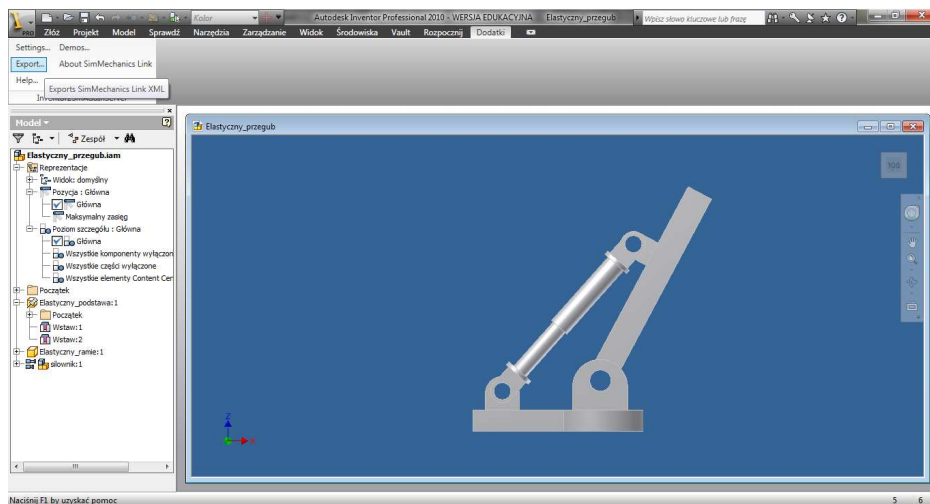 Kolor
Autodesk Inventor Professional 2010 - WERSJA EDUKACYJNA Elastyczny_przegub
Wpisz słowo kluczowe lub frazę
PRO Złóż Projekt Model Sprawdź Narzędzia Zarządzanie Widok Środowiska Vault Rozpocznij Dodatki
Settings... Demos...
Export... About SimMechanics Link
Help...
Exports SimMechanics Link XML
Model
Zespół
Elastyczny_przegub.iam
Reprezentacje
Widok: domyślny
Pozycja : Główna
Główna
Maksymalny zasięg
Poziom szczegółu : Główna
Główna
Wszystkie komponenty wyłączon
Wszystkie części wyłączone
Wszystkie elementy Content Cen
Początek
Elastyczny_podstawa:1
Początek
Wstaw:1
Wstaw:2
Elastyczny_ramie:1
silownik:1
Elastyczny_przegub
Z
X
Naciśnij F1 by uzyskać pomoc
5 6